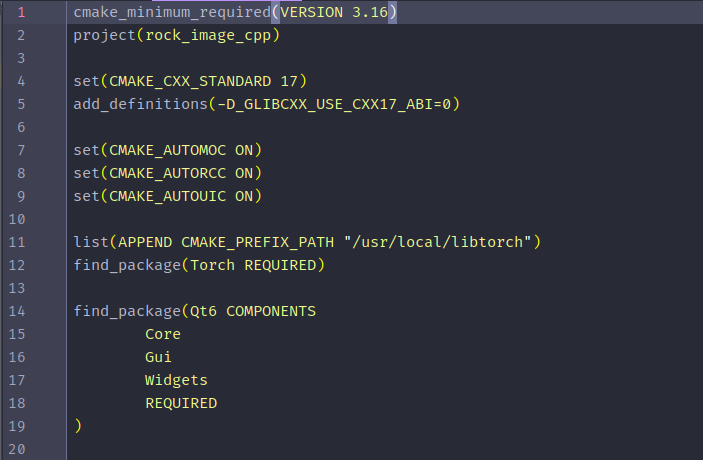 1 cmake_minimum_required(VERSION 3.16)
2 project(rock_image_cpp)
3
4 set(CMAKE_CXX_STANDARD 17)
5 add_definitions(-D_GLIBCXX_USE_CXX17_ABI=0)
6
7 set(CMAKE_AUTOMOC ON)
8 set(CMAKE_AUTORCC ON)
9 set(CMAKE_AUTOUIC ON)
10
11 list(APPEND CMAKE_PREFIX_PATH "/usr/local/libtorch")
12 find_package(Torch REQUIRED)
13
14 find_package(Qt6 COMPONENTS
15         Core
16         Gui
17         Widgets
18         REQUIRED
19 )
20